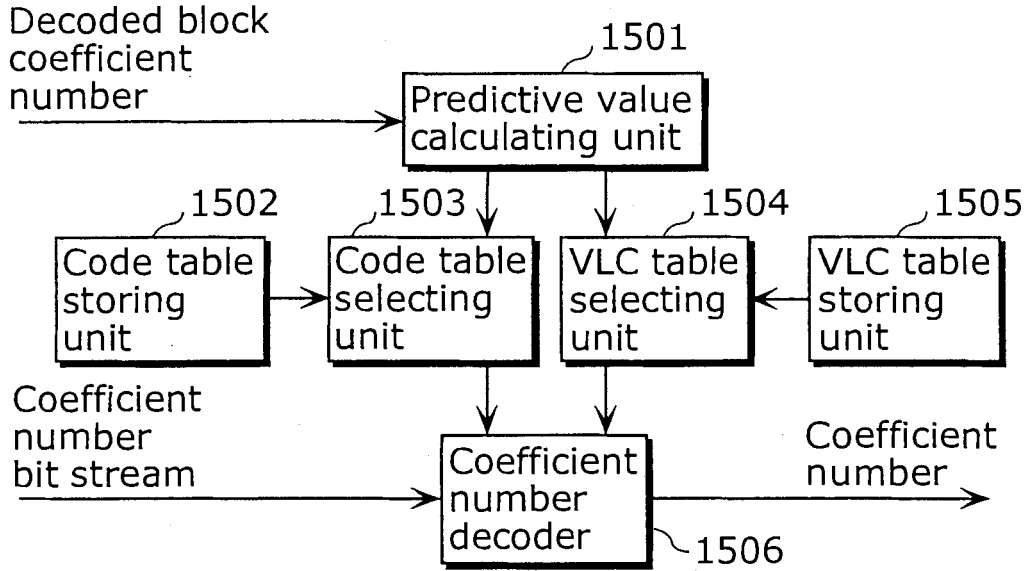 Decoded block
coefficient
number
1501
Predictive value
calculating unit
1502
1503
1504
1505
Code table
storing
unit
Code table
selecting
unit
VLC table
selecting
unit
VLC table
storing
unit
Coefficient
number
bit stream
Coefficient
number
decoder
Coefficient
number
1506